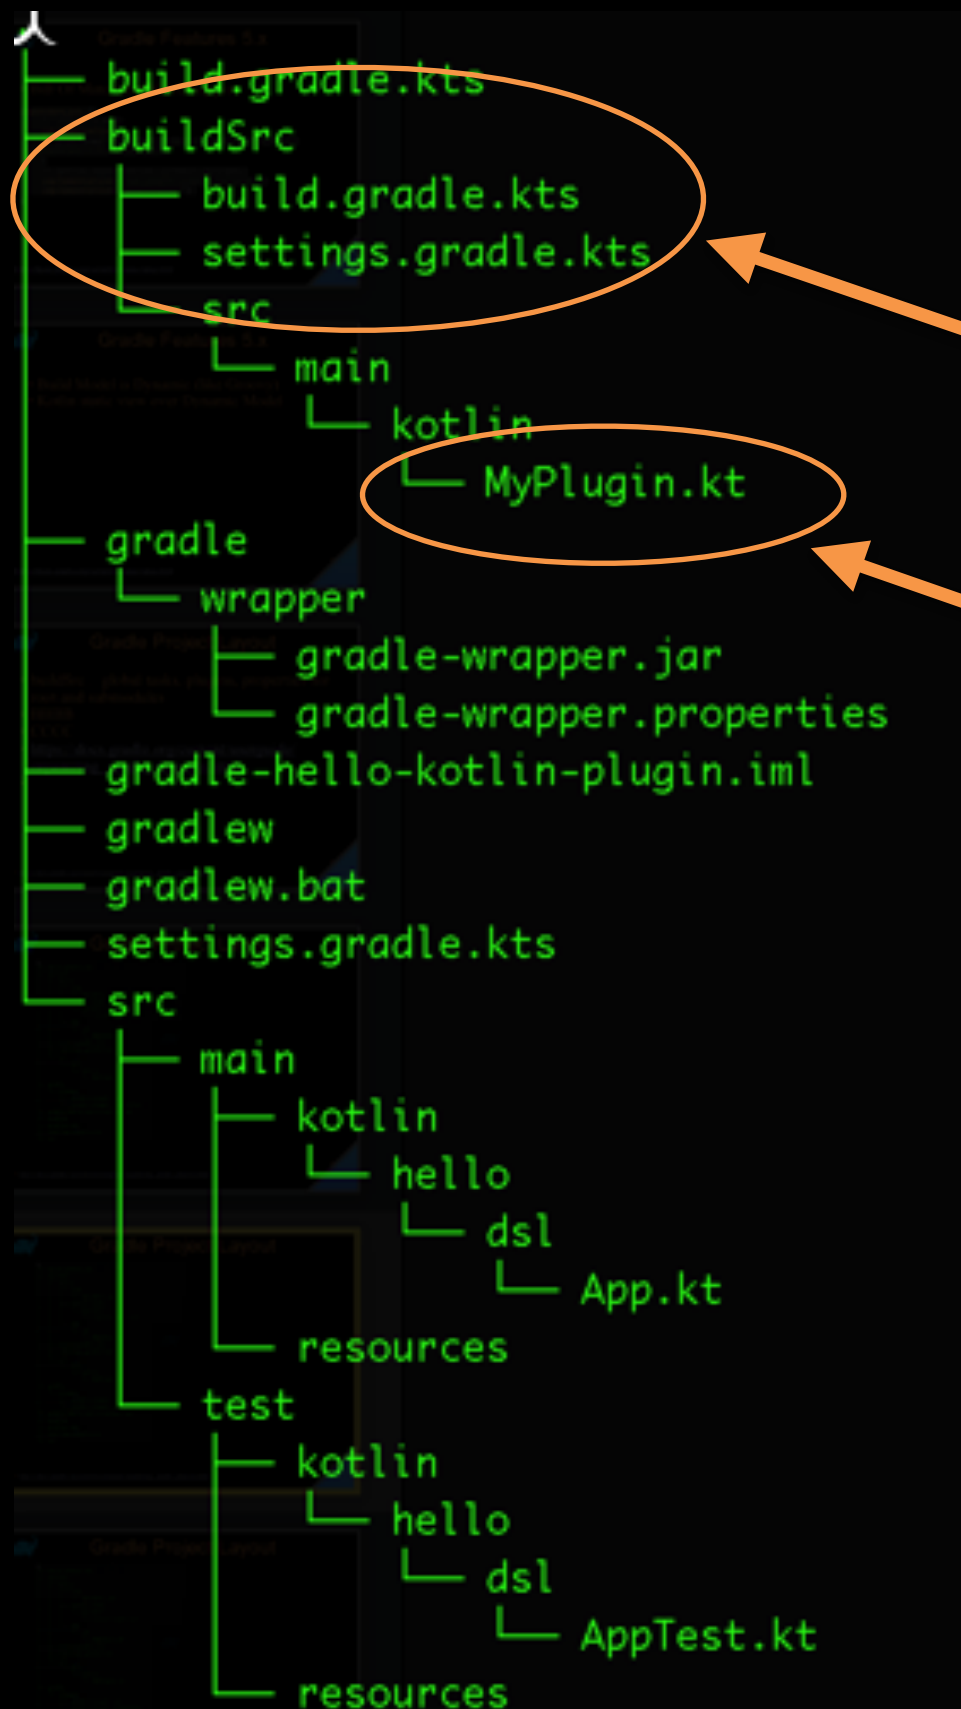 build.gradle.kts
buildSrc
build.gradle.kts
settings.gradle.kts
src
main
kotlin
MyPlugin.kt
gradle
wrapper
gradle-wrapper.jar
gradle-wrapper.properties
gradle-hello-kotlin-plugin.iml
gradlew
gradlew.bat
settings.gradle.kts
src
main
kotlin
hello
dsl
App.kt
resources
test
kotlin
hello
dsl
AppTest.kt
resources